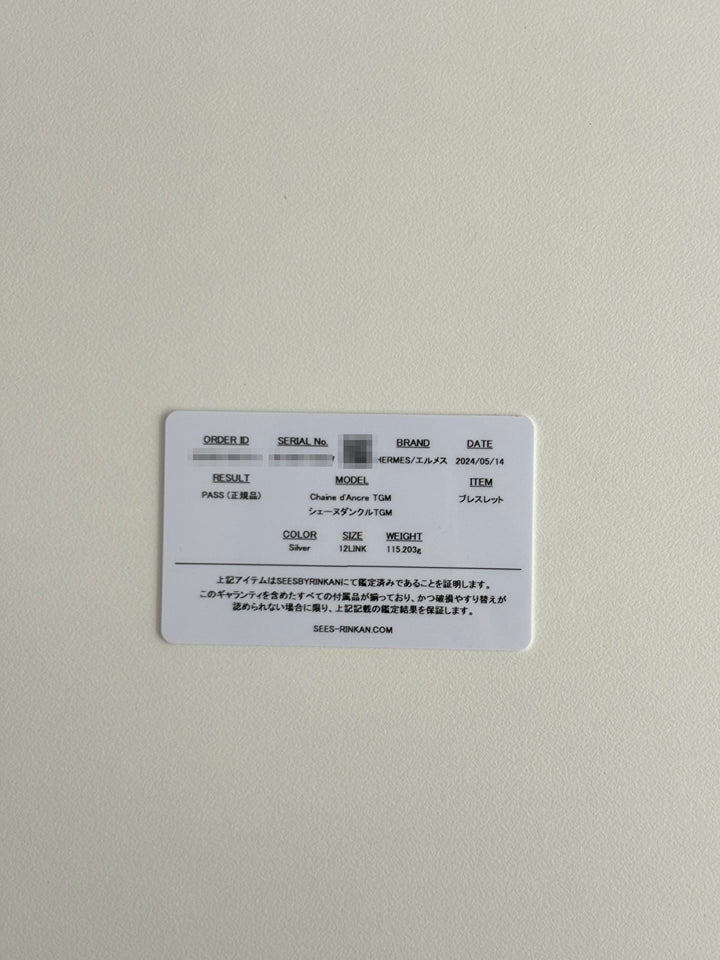 ORDER ID SERIAL No. BRAND DATE
HERMES/エルメス 2024/05/14
RESULT MODEL ITEM
PASS (正規品) Chaine d'Ancre TGM ブレスレット
シェーヌダンクルTGM
COLOR SIZE WEIGHT
Silver 12LINK 115.203g
上記アイテムはSEESBYRINKANにて鑑定済みであることを証明します。
このギャランティを含めたすべての付属品が揃っており、かつ破損やすり替えが
認められない場合に限り、上記記載の鑑定結果を保証します。
SEES-RINKAN.COM